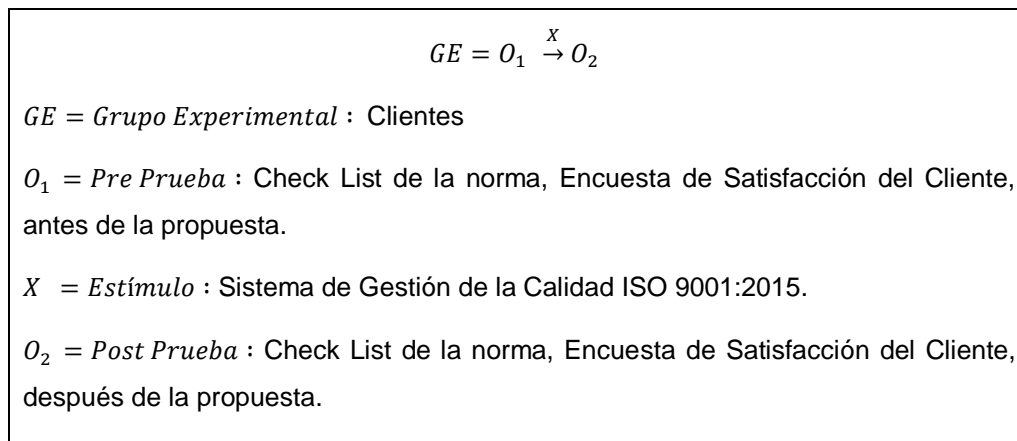 GE = O₁ →ˣ O₂
GE = Grupo Experimental : Clientes
O₁ = Pre Prueba : Check List de la norma, Encuesta de Satisfacción del Cliente,
antes de la propuesta.
X = Estímulo : Sistema de Gestión de la Calidad ISO 9001:2015.
O₂ = Post Prueba : Check List de la norma, Encuesta de Satisfacción del Cliente,
después de la propuesta.